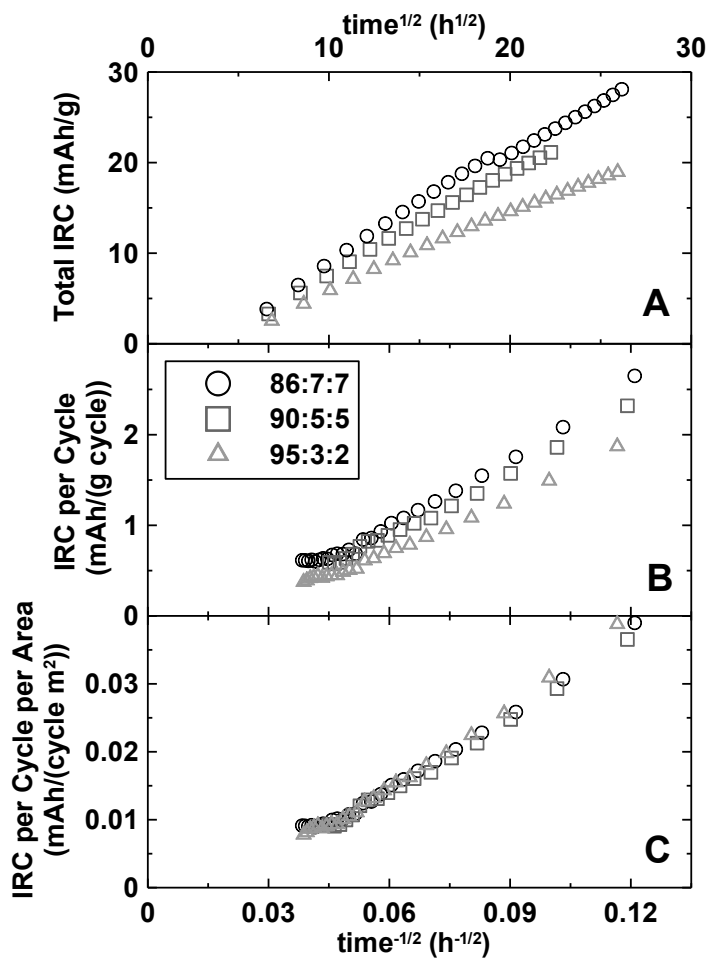 time^1/2 (h^1/2)
0 10 20 30
Total IRC (mAh/g)
30
20
10
0
A
IRC per Cycle
(mAh/(g cycle))
2
1
0
86:7:7
90:5:5
95:3:2
B
IRC per Cycle per Area
(mAh/(cycle m²))
0.03
0.02
0.01
0
C
0 0.03 0.06 0.09 0.12
time^-1/2 (h^-1/2)